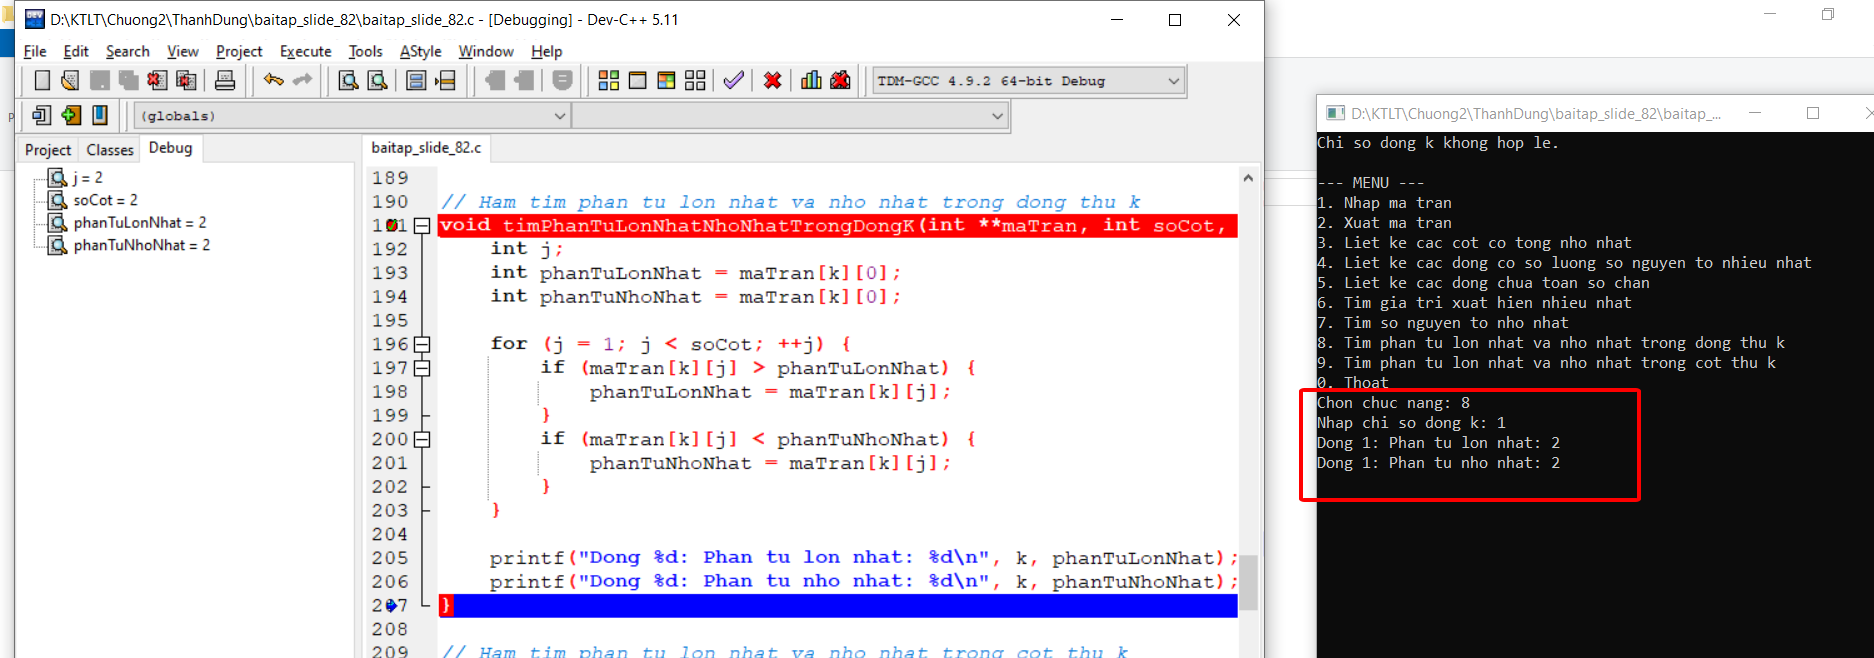 D:\KTLT\Chuong2\ThanhDung\baitap_slide_82\baitap_slide_82.c - [Debugging] - Dev-C++ 5.11
File Edit Search View Project Execute Tools AStyle Window Help
TDM-GCC 4.9.2 64-bit Debug
(globals)
Project Classes Debug
j = 2
soCot = 2
phanTuLonNhat = 2
phanTuNhoNhat = 2
baitap_slide_82.c
189
190 // Ham tim phan tu lon nhat va nho nhat trong dong thu k
191 void timPhanTuLonNhatNhoNhatTrongDongK(int **maTran, int soCot,
192 int j;
193 int phanTuLonNhat = maTran[k][0];
194 int phanTuNhoNhat = maTran[k][0];
195
196 for (j = 1; j < soCot; ++j) {
197 if (maTran[k][j] > phanTuLonNhat) {
198 phanTuLonNhat = maTran[k][j];
199 }
200 if (maTran[k][j] < phanTuNhoNhat) {
201 phanTuNhoNhat = maTran[k][j];
202 }
203 }
204
205 printf("Dong %d: Phan tu lon nhat: %d\n", k, phanTuLonNhat);
206 printf("Dong %d: Phan tu nho nhat: %d\n", k, phanTuNhoNhat);
207 }
208
209 // Ham tim phan tu lon nhat va nho nhat trong cot thu k
D:\KTLT\Chuong2\ThanhDung\baitap_slide_82\baitap_...
Chi so dong k khong hop le.
--- MENU ---
1. Nhap ma tran
2. Xuat ma tran
3. Liet ke cac cot co tong nho nhat
4. Liet ke cac dong co so luong so nguyen to nhieu nhat
5. Liet ke cac dong chua toan so chan
6. Tim gia tri xuat hien nhieu nhat
7. Tim so nguyen to nho nhat
8. Tim phan tu lon nhat va nho nhat trong dong thu k
9. Tim phan tu lon nhat va nho nhat trong cot thu k
0. Thoat
Chon chuc nang: 8
Nhap chi so dong k: 1
Dong 1: Phan tu lon nhat: 2
Dong 1: Phan tu nho nhat: 2